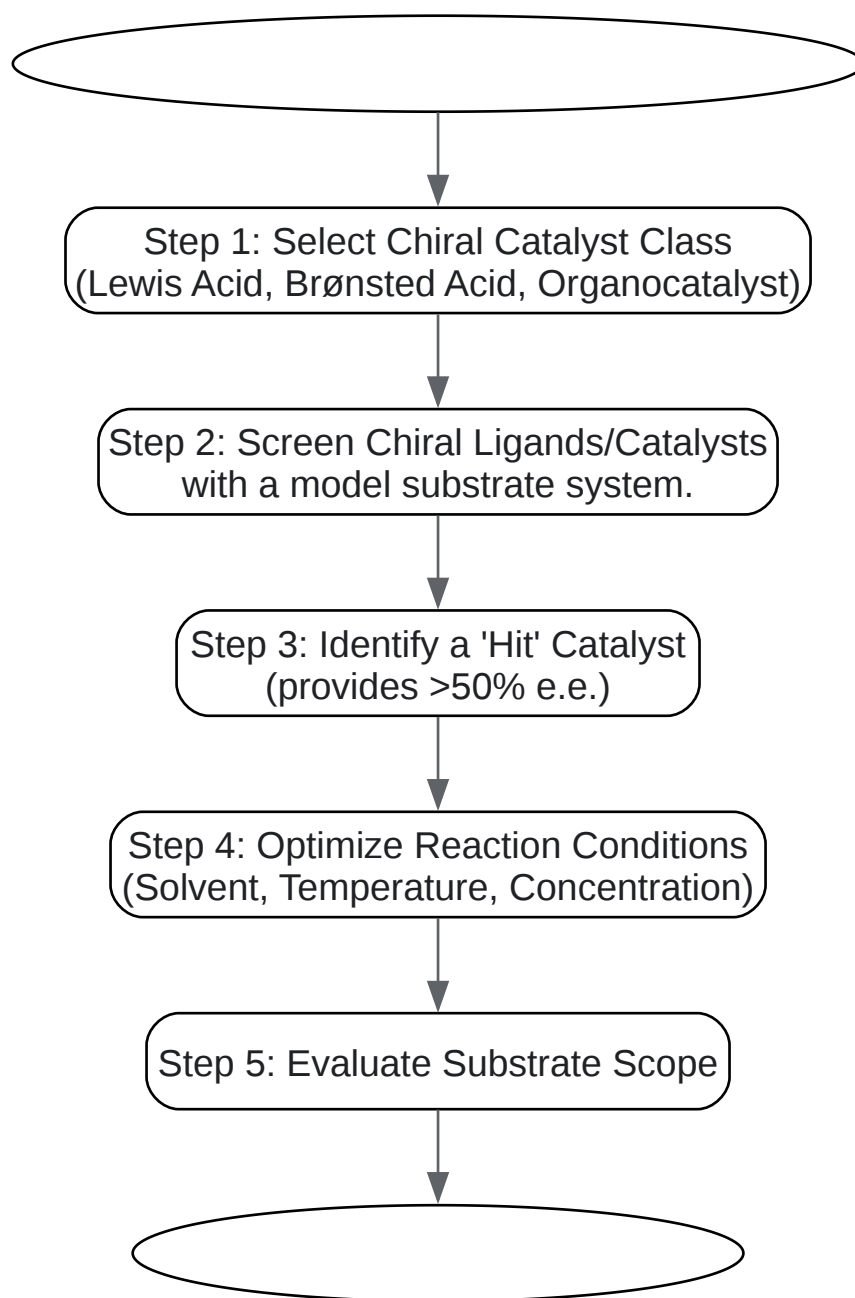 Step 1: Select Chiral Catalyst Class
(Lewis Acid, Brønsted Acid, Organocatalyst)
Step 2: Screen Chiral Ligands/Catalysts
with a model substrate system.
Step 3: Identify a 'Hit' Catalyst
(provides >50% e.e.)
Step 4: Optimize Reaction Conditions
(Solvent, Temperature, Concentration)
Step 5: Evaluate Substrate Scope